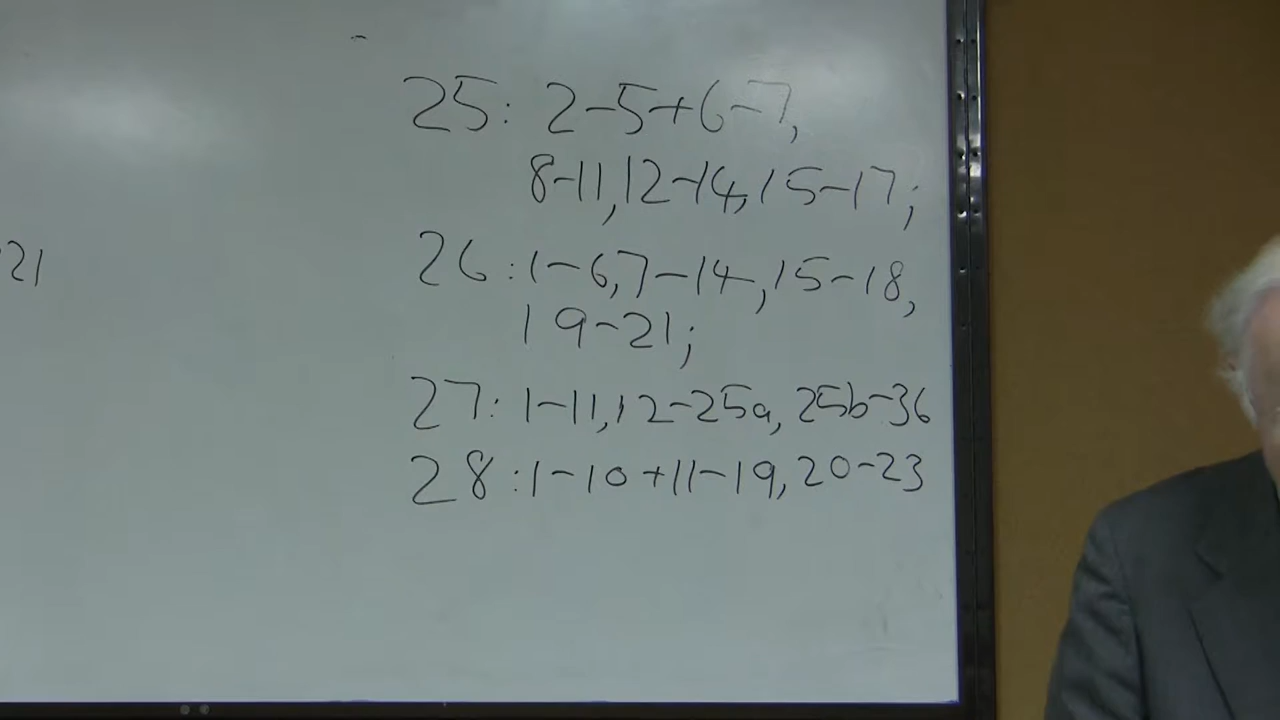 25: 2-5+6-7,
8-11, 12-14, 15-17;
21
26: 1-6, 7-14, 15-18,
19-21;
27: 1-11, 12-25a, 25b-36
28: 1-10+11-19, 20-23